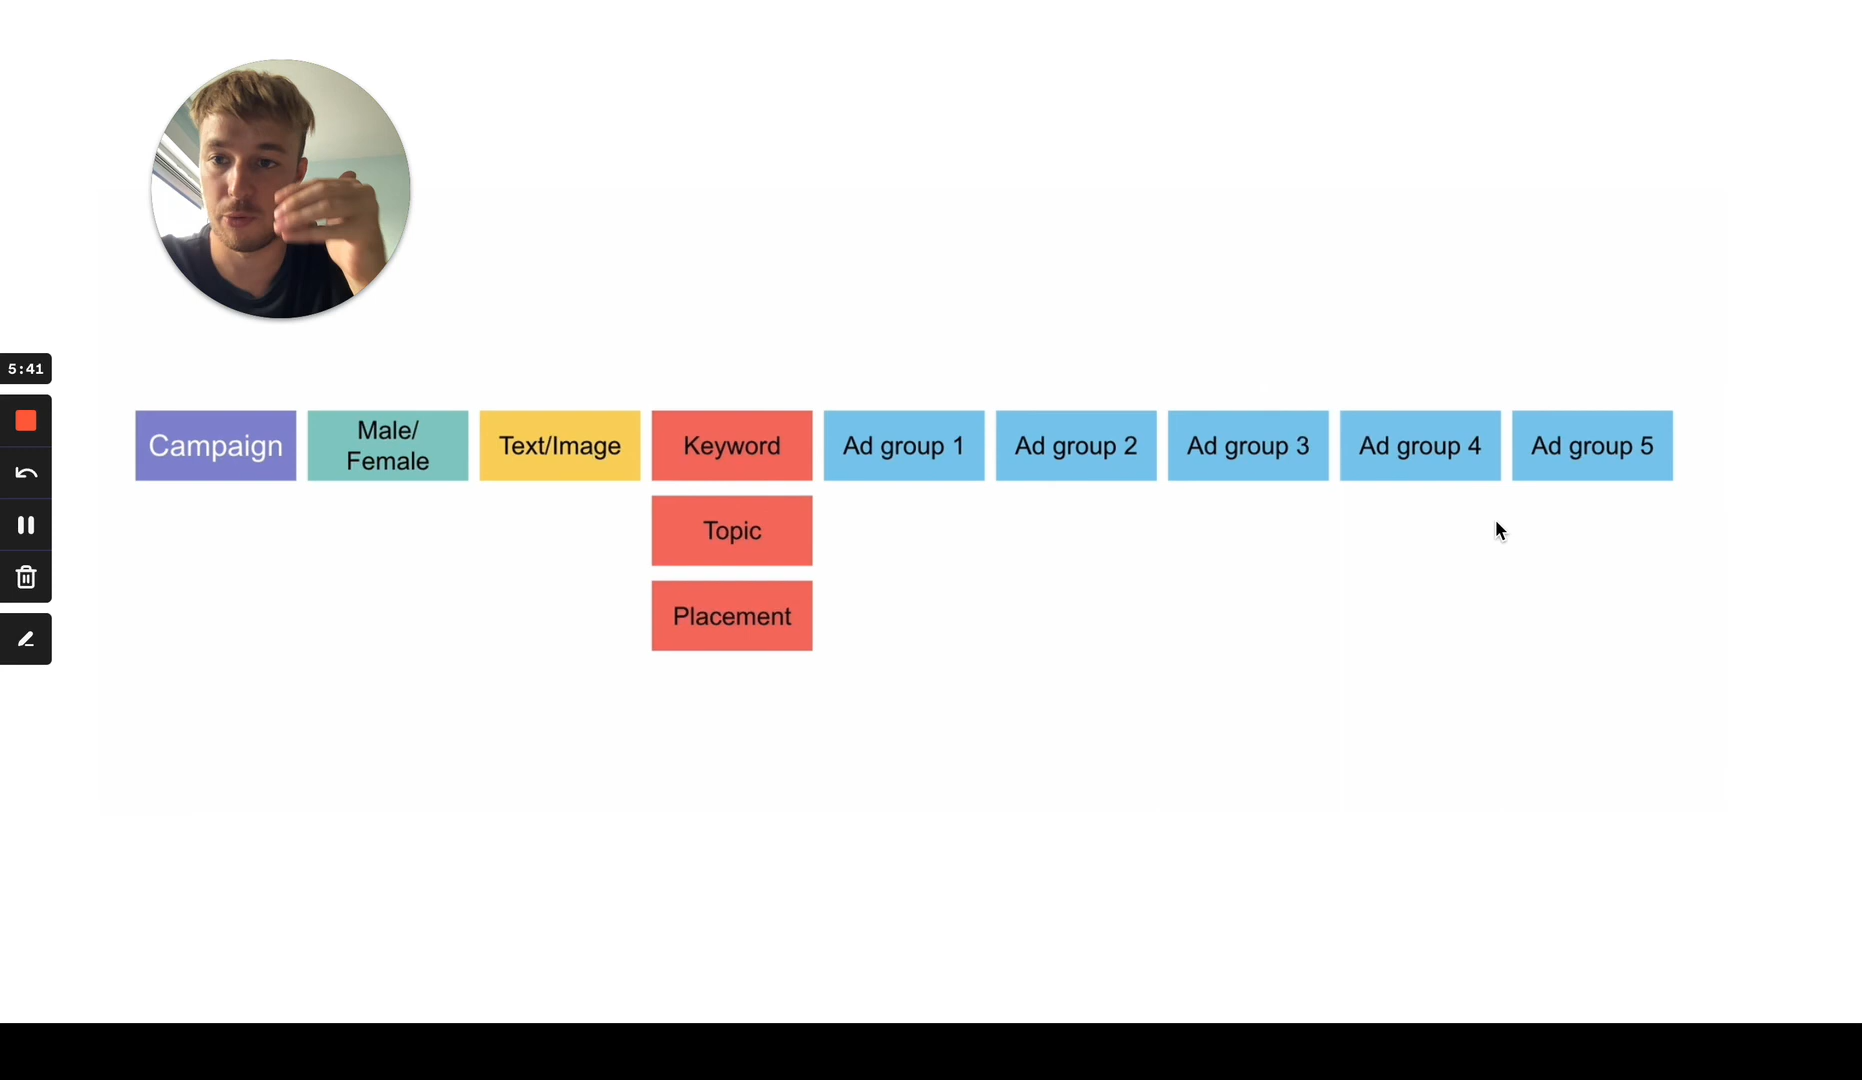 5:41
Campaign
Male/
Female
Text/Image
Keyword
Ad group 1
Ad group 2
Ad group 3
Ad group 4
Ad group 5
Topic
Placement